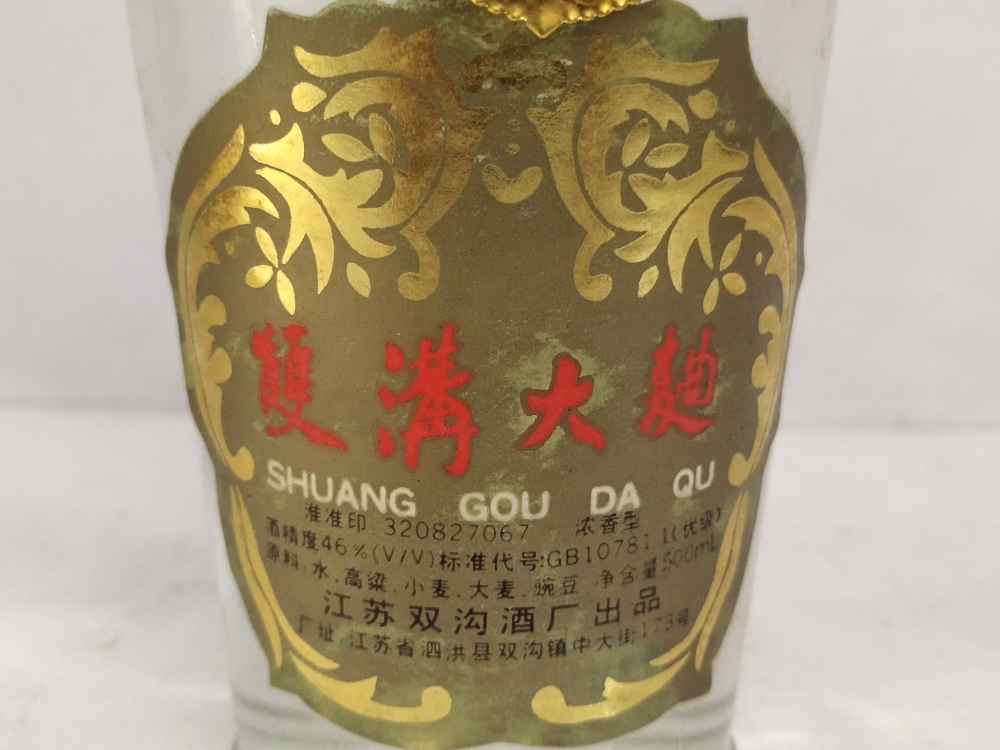 雙溝大麯
SHUANG GOU DA QU
准准印 320827067 浓香型
酒精度46%(V/V)标准代号:GB10781.1(优级)
原料:水.高粱.小麦.大麦.豌豆 净含量500mL
江苏双沟酒厂出品
厂址 江苏省泗洪县双沟镇中大街173号